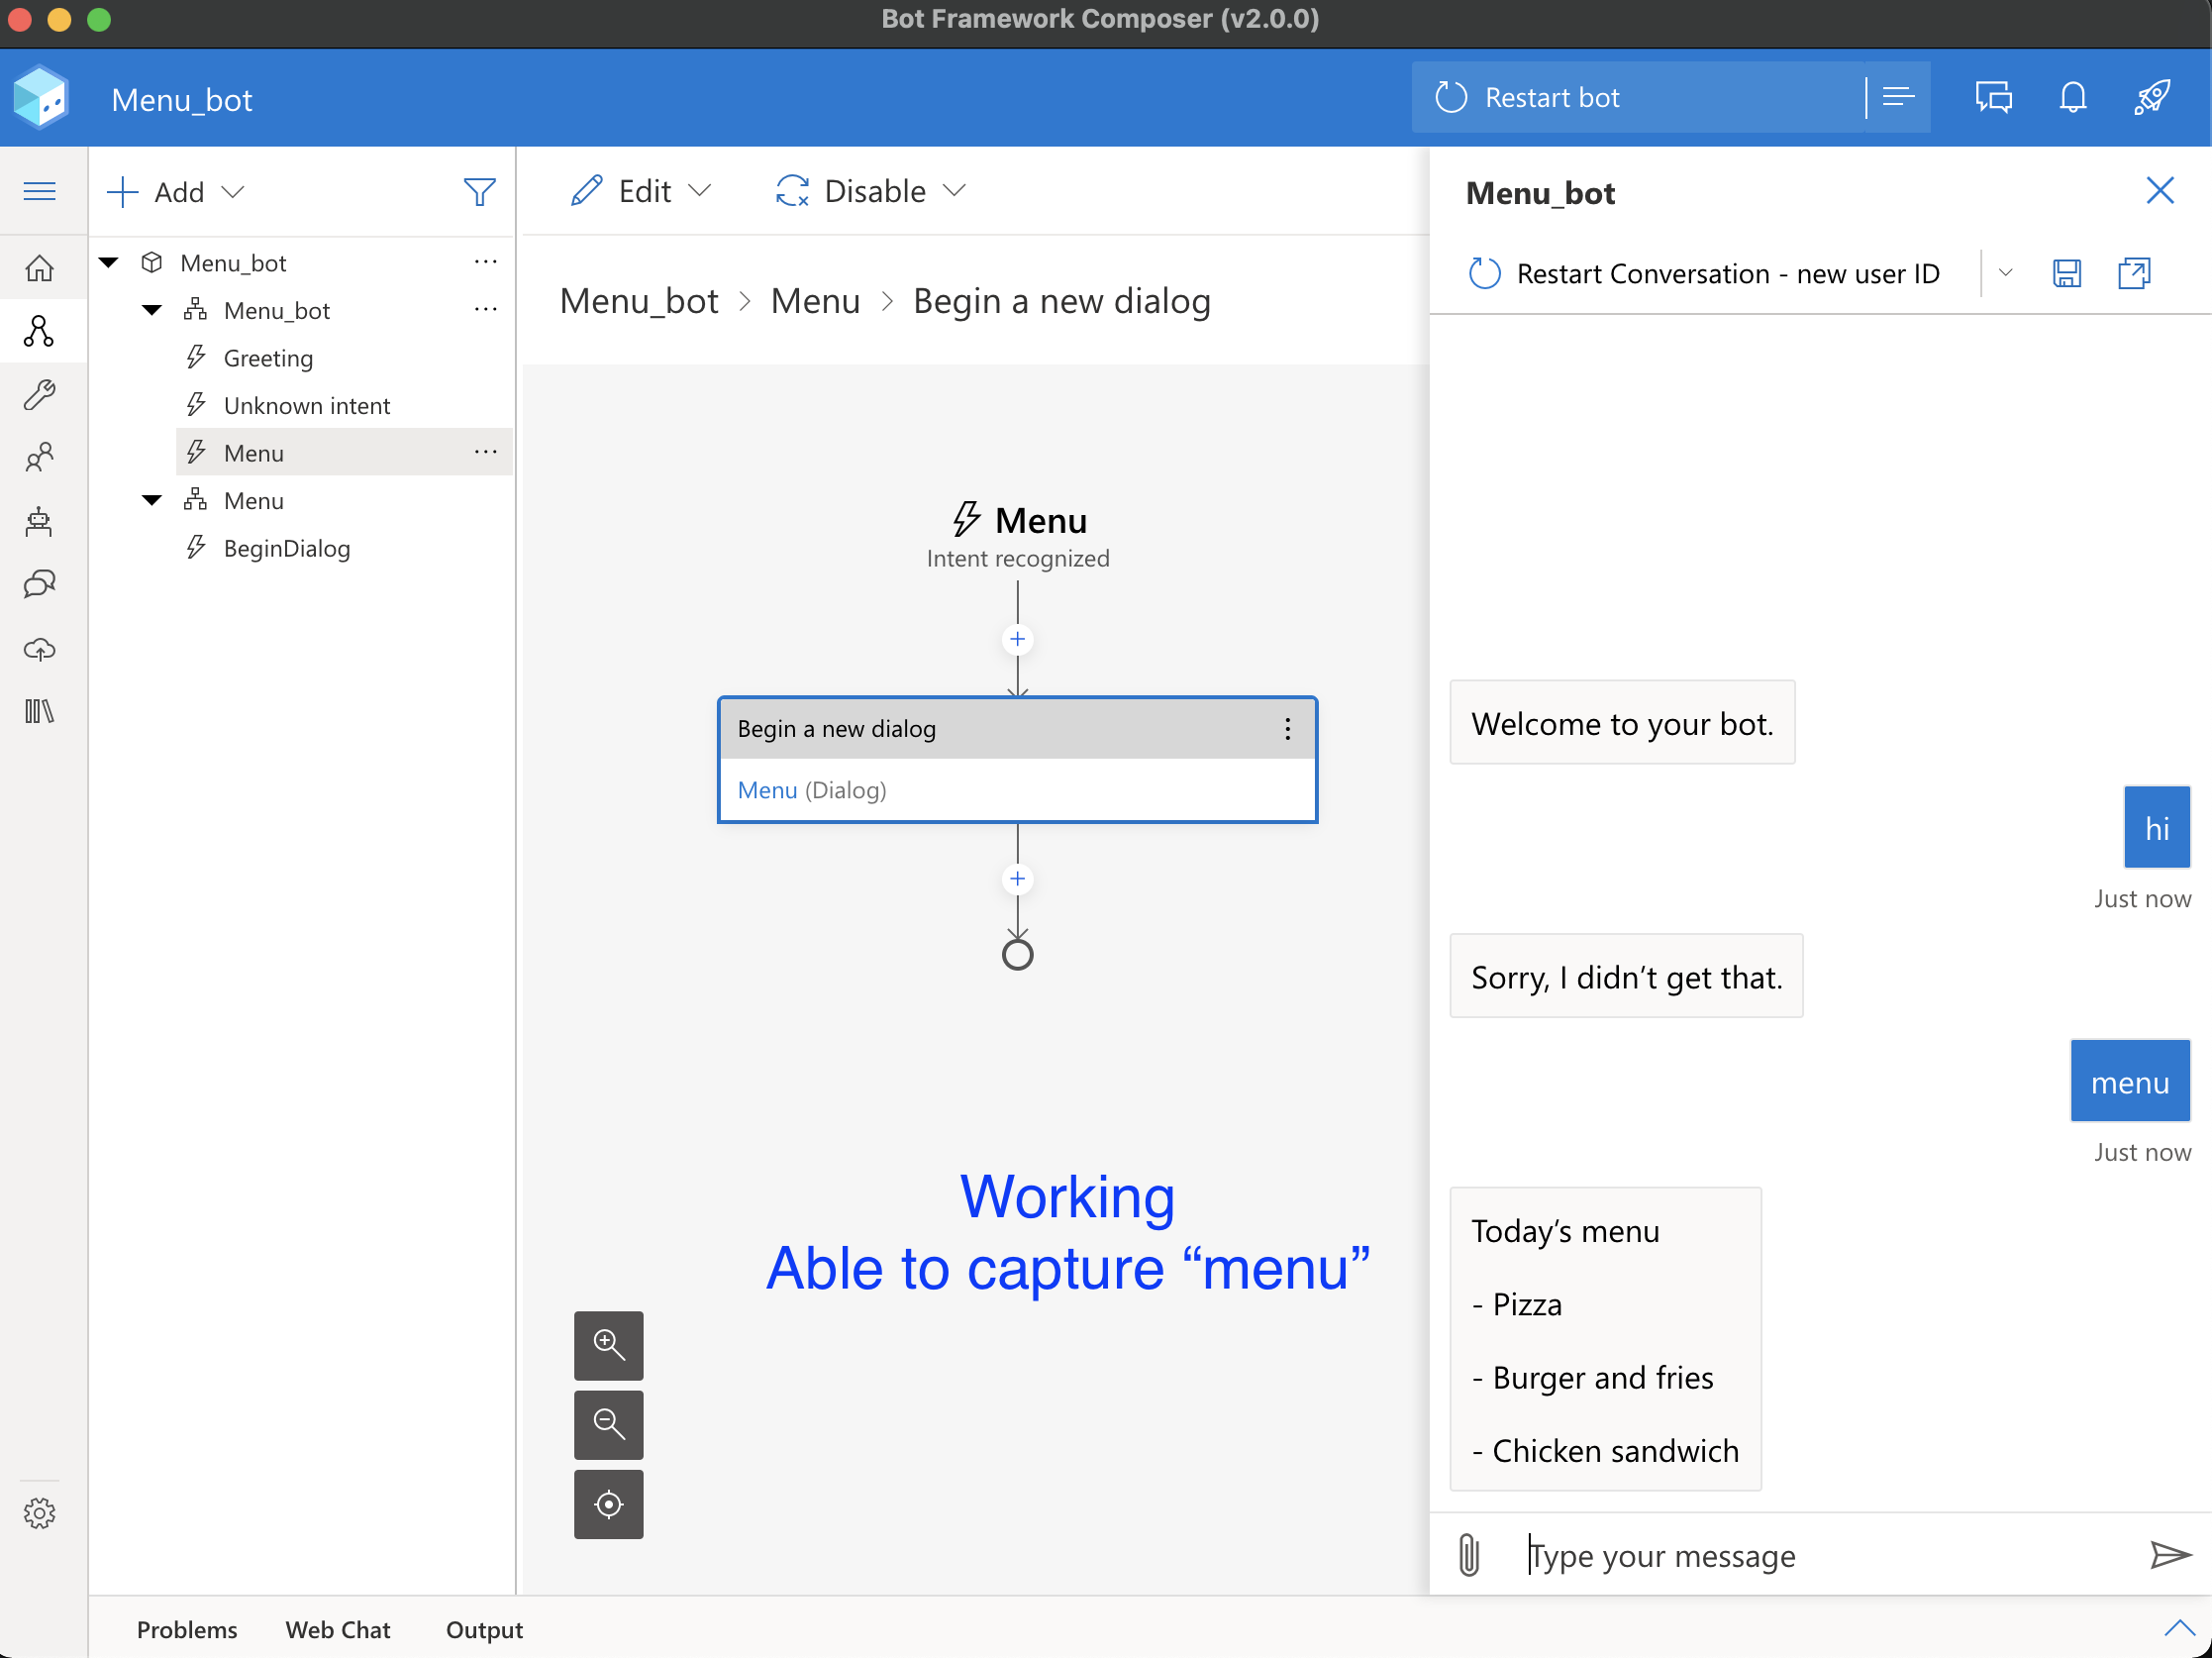 Bot Framework Composer (v2.0.0)
Menu_bot
Restart bot
Add
Menu_bot
Menu_bot
Greeting
Unknown intent
Menu
Menu
BeginDialog
Edit
Disable
Menu_bot > Menu > Begin a new dialog
Menu
Intent recognized
Begin a new dialog
Menu (Dialog)
Working
Able to capture “menu”
Menu_bot
Restart Conversation - new user ID
Welcome to your bot.
hi
Just now
Sorry, I didn’t get that.
menu
Just now
Today’s menu
- Pizza
- Burger and fries
- Chicken sandwich
Type your message
Problems
Web Chat
Output